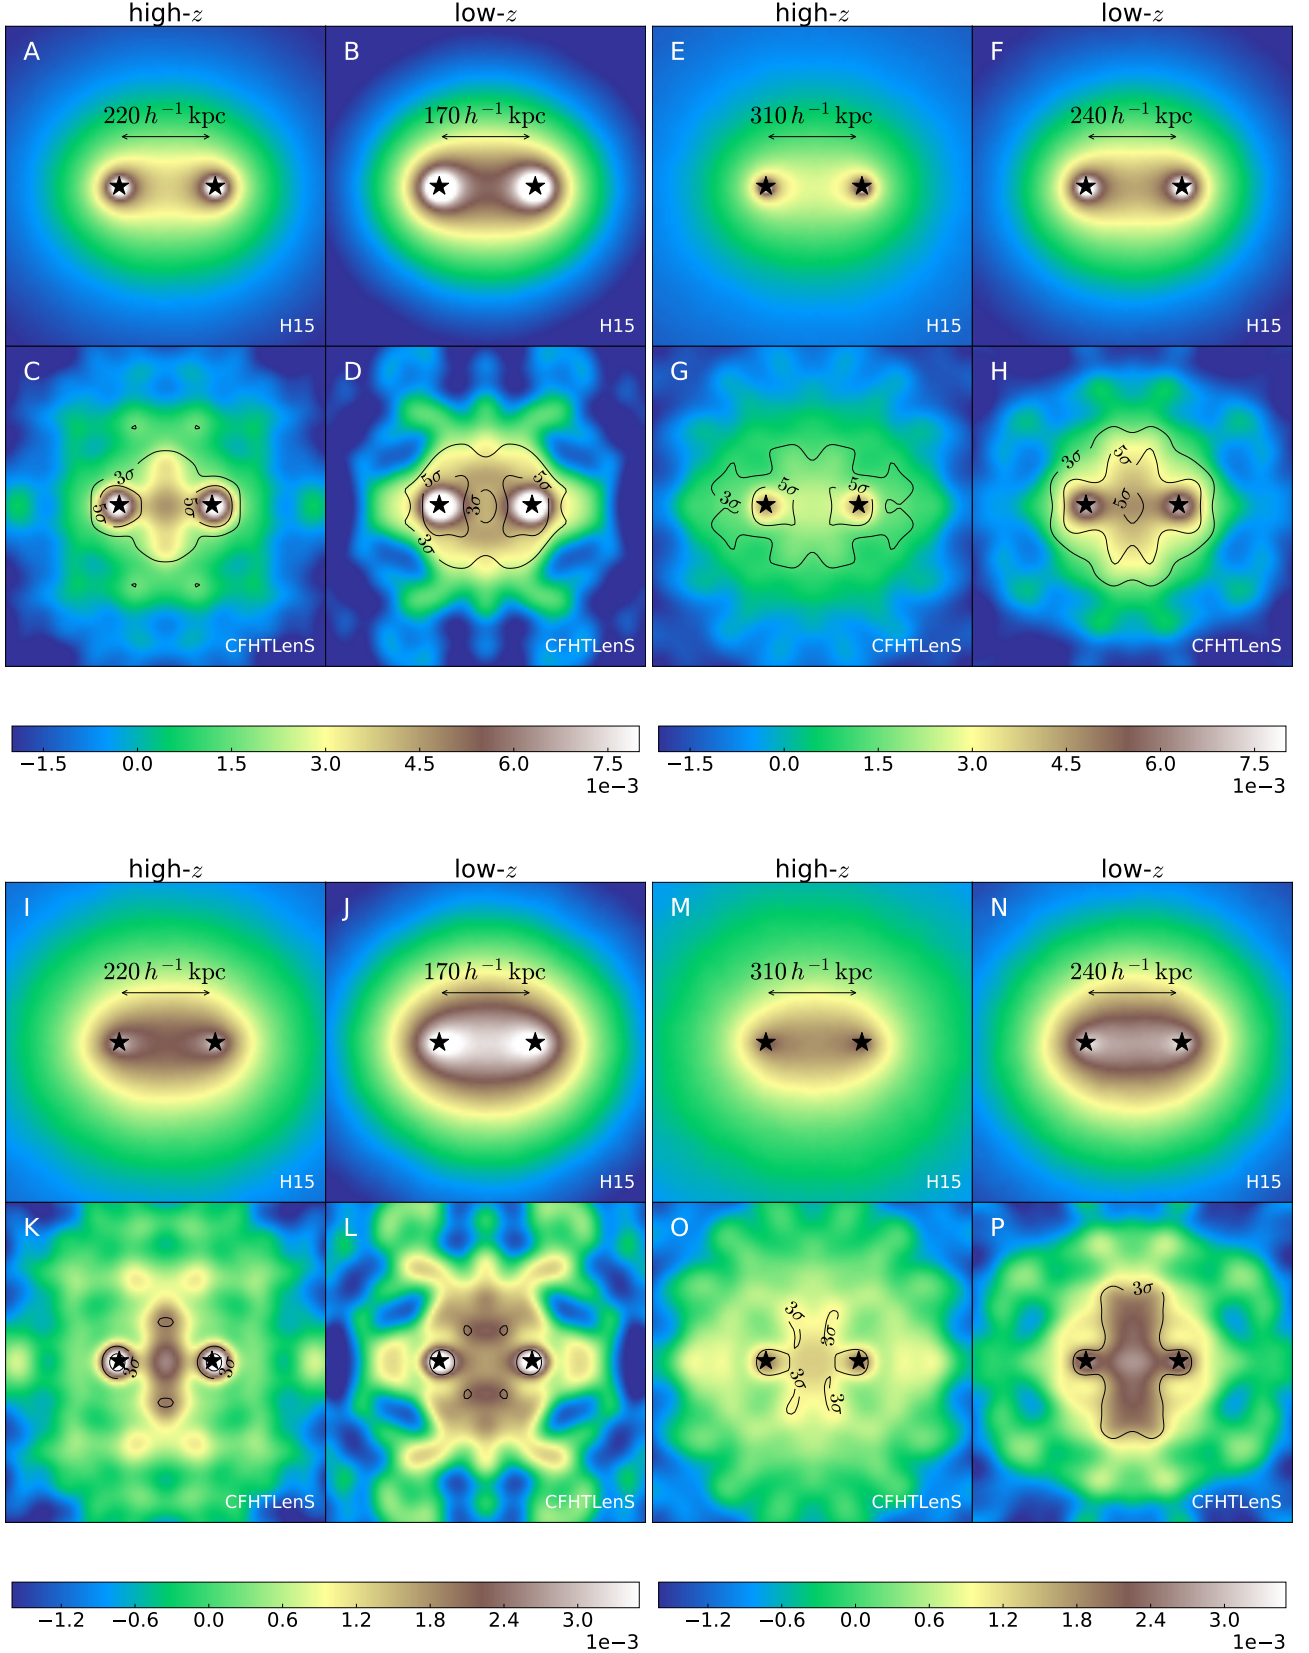 high-z low-z high-z low-z
A B E F
220 h⁻¹ kpc 170 h⁻¹ kpc 310 h⁻¹ kpc 240 h⁻¹ kpc
H15 H15 H15 H15
C D G H
3σ 5σ 5σ
5σ 5σ 3σ 3σ
3σ 5σ 5σ
3σ 5σ 5σ
CFHTLenS CFHTLenS CFHTLenS CFHTLenS
−1.5 0.0 1.5 3.0 4.5 6.0 7.5 −1.5 0.0 1.5 3.0 4.5 6.0 7.5
1e−3 1e−3
high-z low-z high-z low-z
I J M N
220 h⁻¹ kpc 170 h⁻¹ kpc 310 h⁻¹ kpc 240 h⁻¹ kpc
H15 H15 H15 H15
K L O P
3σ 3σ
3σ 3σ 3σ 3σ
3σ
CFHTLenS CFHTLenS CFHTLenS CFHTLenS
−1.2 −0.6 0.0 0.6 1.2 1.8 2.4 3.0 −1.2 −0.6 0.0 0.6 1.2 1.8 2.4 3.0
1e−3 1e−3